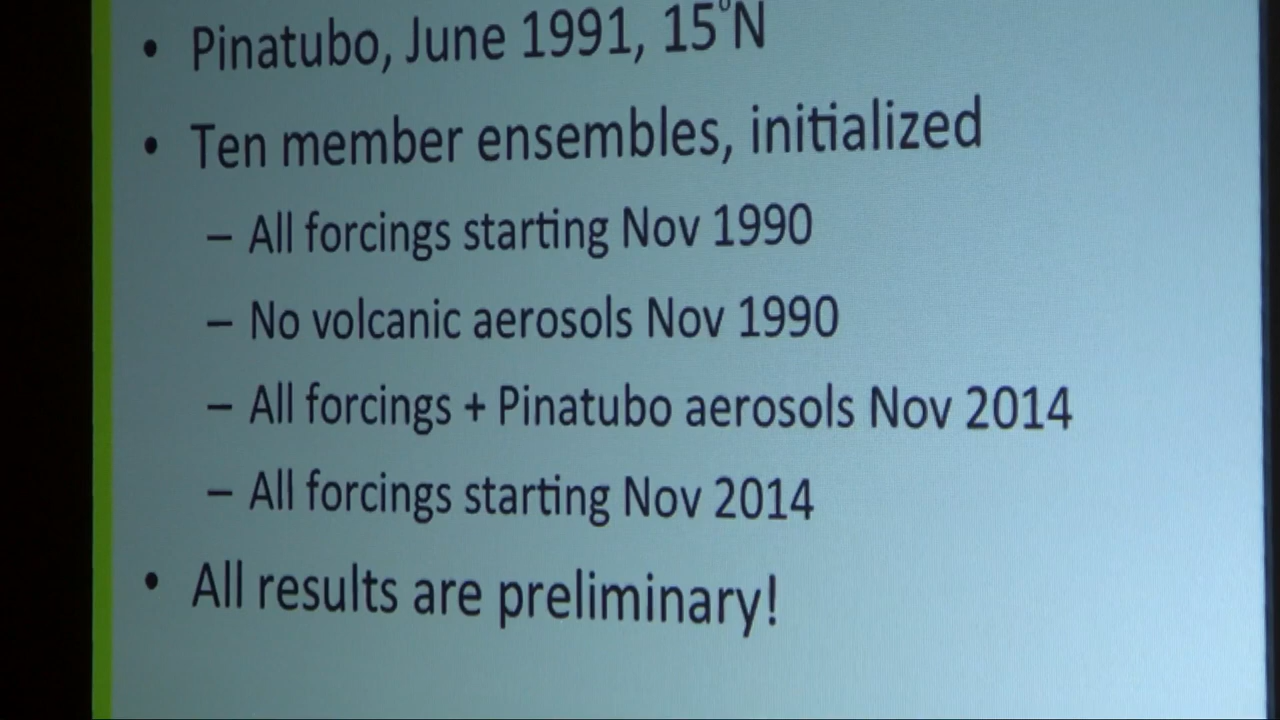 • Pinatubo, June 1991, 15°N
• Ten member ensembles, initialized
– All forcings starting Nov 1990
– No volcanic aerosols Nov 1990
– All forcings + Pinatubo aerosols Nov 2014
– All forcings starting Nov 2014
• All results are preliminary!